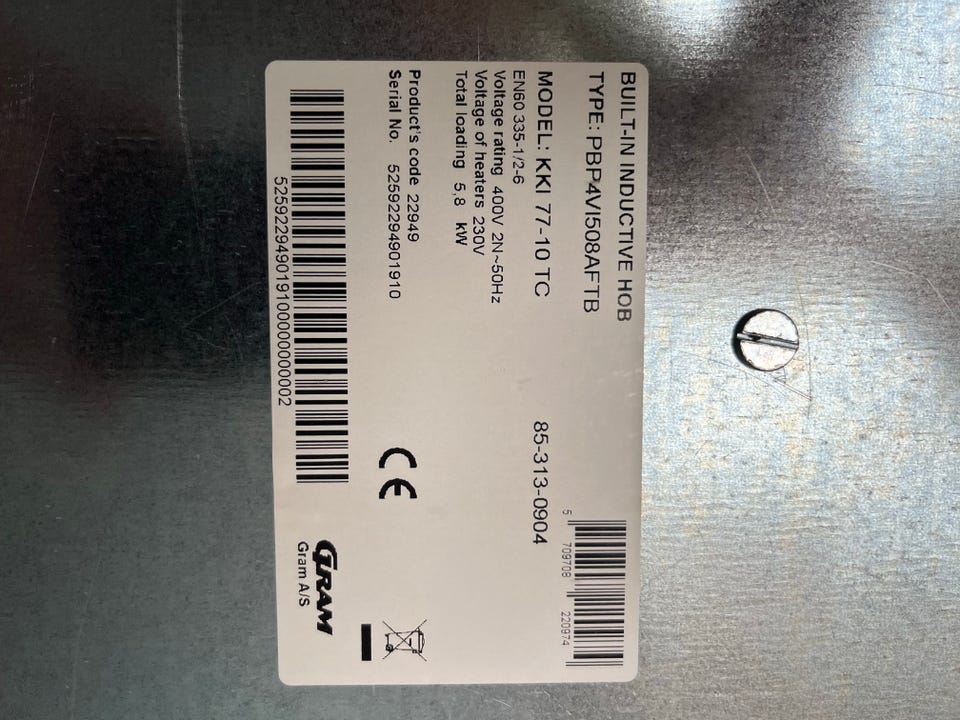 BUILT-IN INDUCTIVE HOB
TYPE: PBP4VI508AFTB
5 709708 220974
MODEL: KKI 77-10 TC
85-313-0904
EN60 335-1/2-6
Voltage rating 400V 2N~50Hz
Voltage of heaters 230V
Total loading 5,8 kW
Product's code 22949
Serial No. 52592294901910
CE
52592294901910000000002
GRAM
Gram A/S